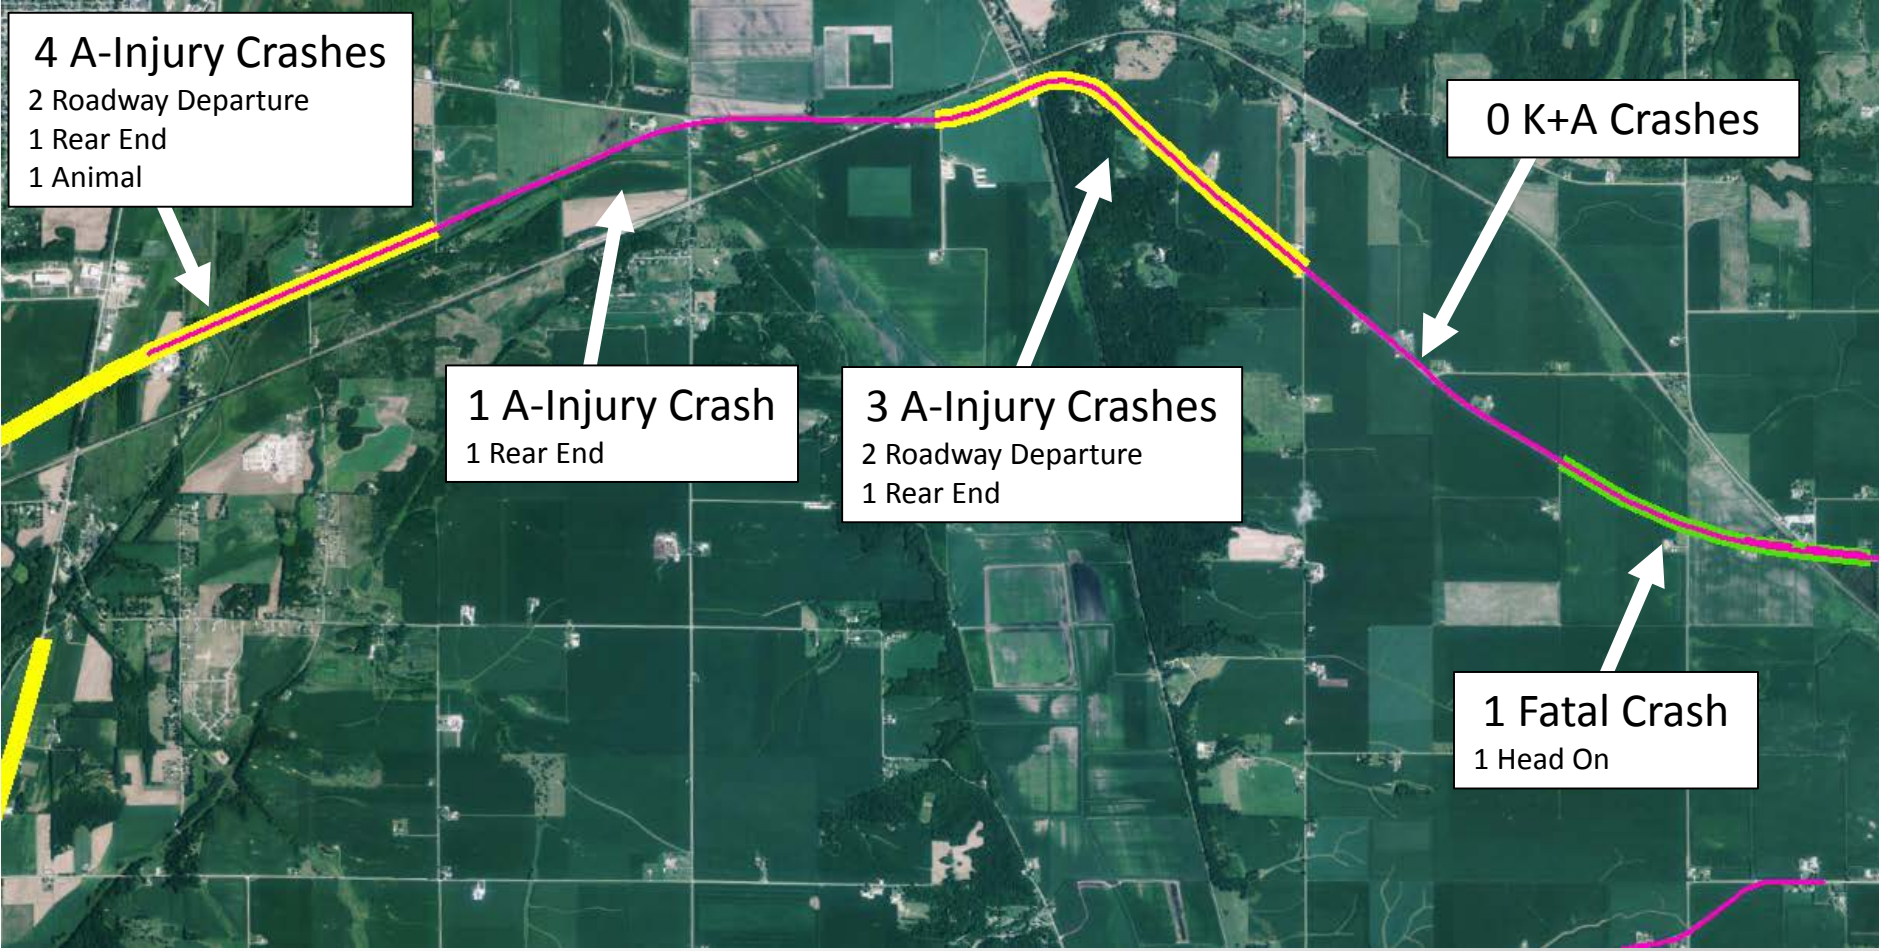 4 A-Injury Crashes
2 Roadway Departure
1 Rear End
1 Animal
0 K+A Crashes
1 A-Injury Crash
1 Rear End
3 A-Injury Crashes
2 Roadway Departure
1 Rear End
1 Fatal Crash
1 Head On